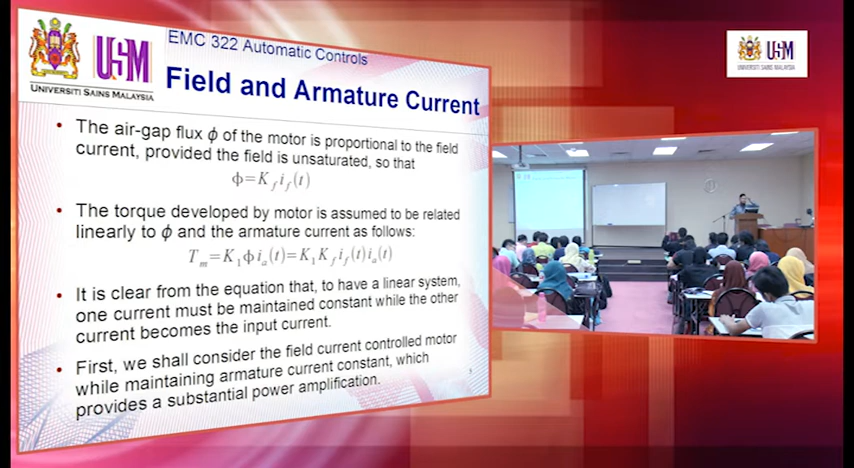 USM
UNIVERSITI SAINS MALAYSIA
EMC 322 Automatic Controls
Field and Armature Current
• The air-gap flux ϕ of the motor is proportional to the field
current, provided the field is unsaturated, so that
ϕ=K_f i_f(t)
• The torque developed by motor is assumed to be related
linearly to ϕ and the armature current as follows:
T_m=K_1ϕi_a(t)=K_1K_f i_f(t)i_a(t)
• It is clear from the equation that, to have a linear system,
one current must be maintained constant while the other
current becomes the input current.
• First, we shall consider the field current controlled motor
while maintaining armature current constant, which
provides a substantial power amplification.
USM
UNIVERSITI SAINS MALAYSIA